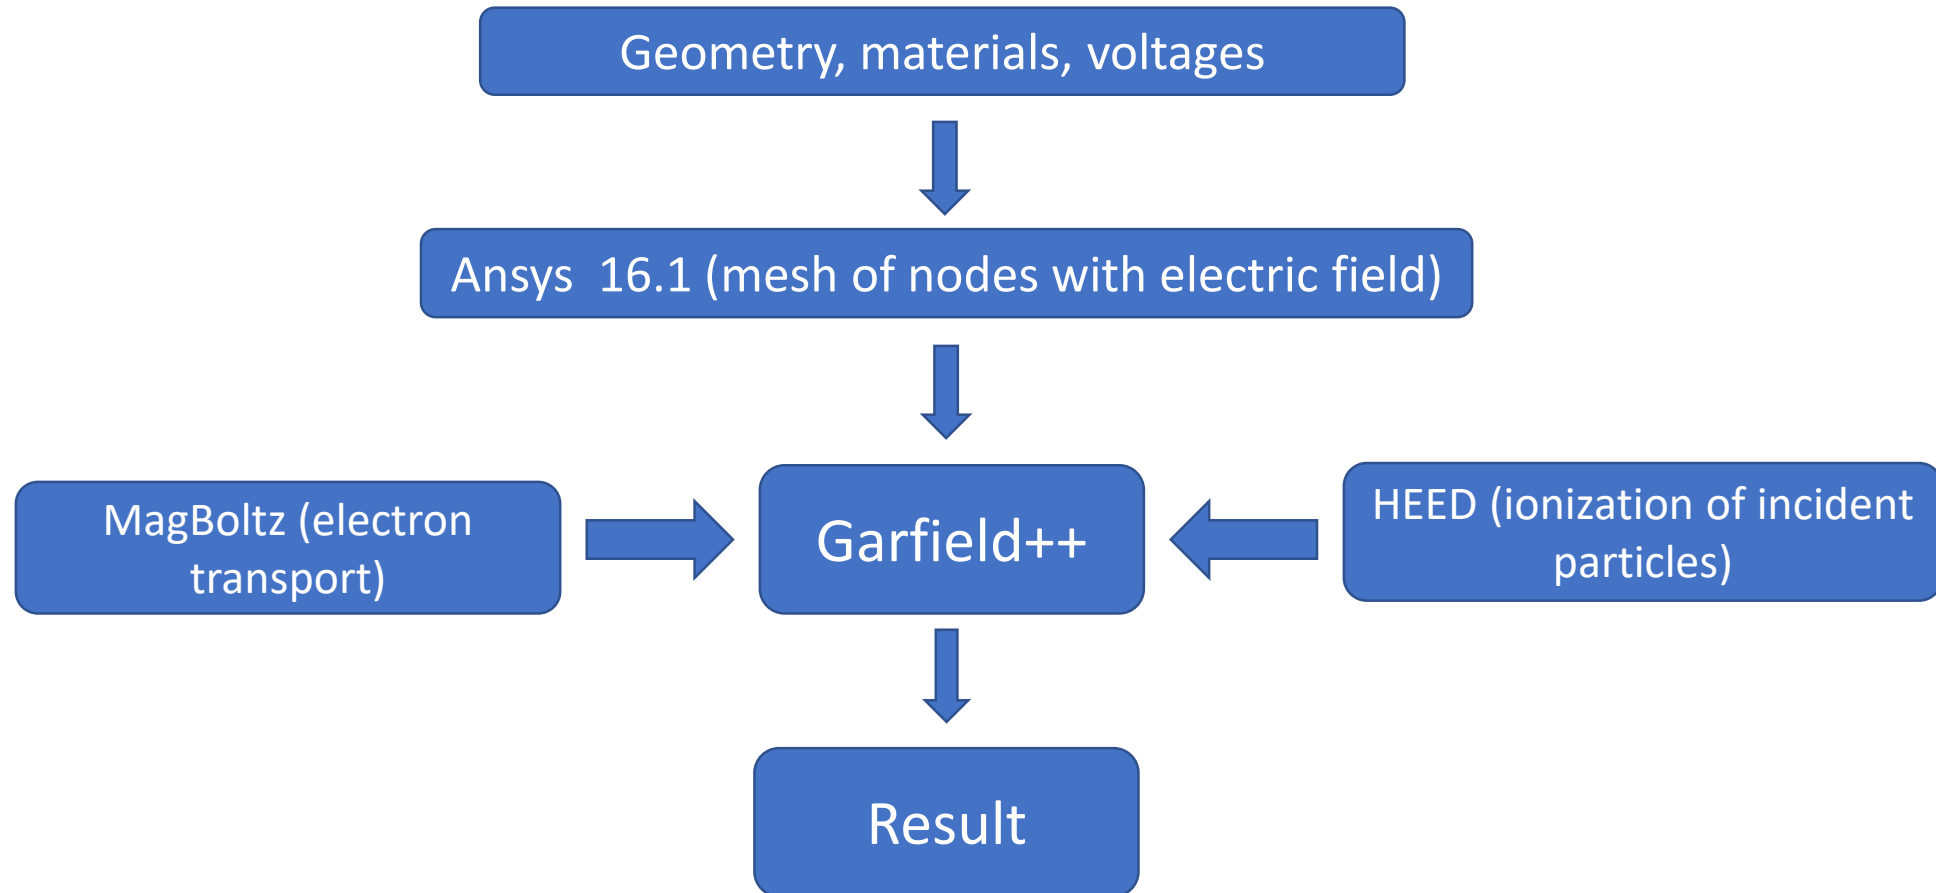 Geometry, materials, voltages
Ansys  16.1 (mesh of nodes with electric field)
MagBoltz (electron
transport)
Garfield++
HEED (ionization of incident
particles)
Result